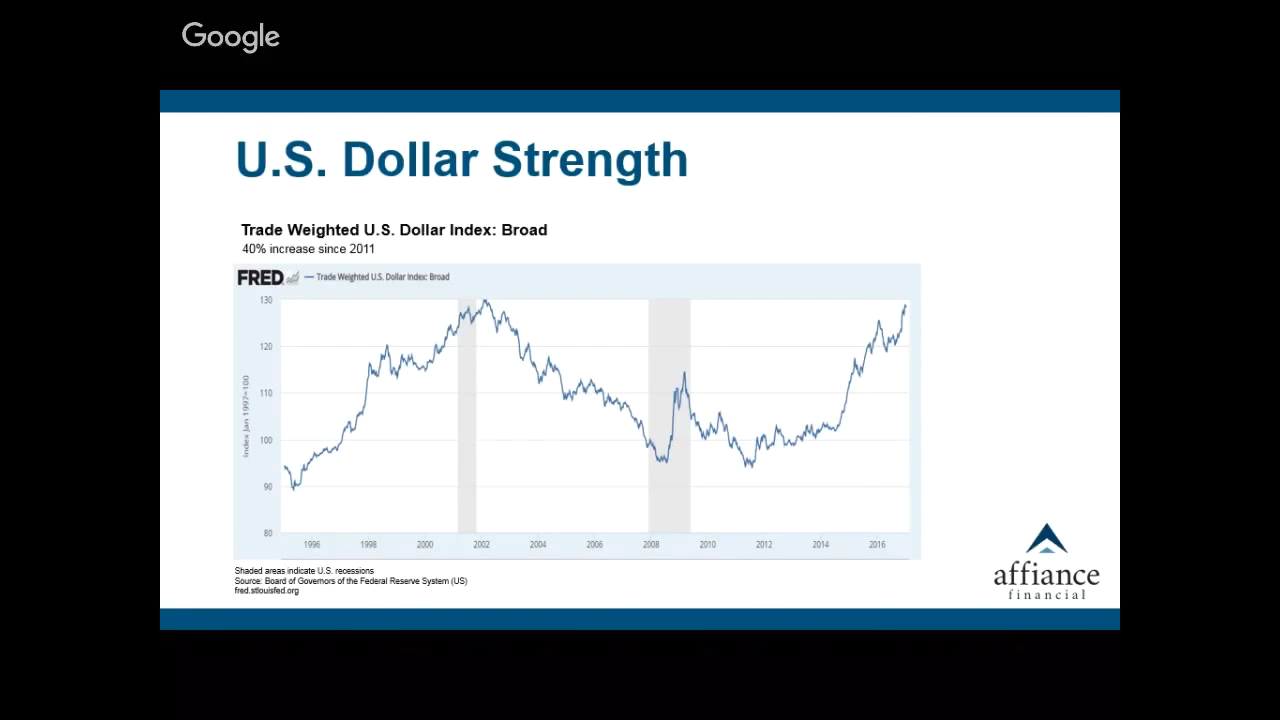 Google
U.S. Dollar Strength
Trade Weighted U.S. Dollar Index: Broad
40% increase since 2011
FRED — Trade Weighted U.S. Dollar Index: Broad
130
120
110
100
90
80
Index Jan 1997=100
1996 1998 2000 2002 2004 2006 2008 2010 2012 2014 2016
Shaded areas indicate U.S. recessions
Source: Board of Governors of the Federal Reserve System (US)
fred.stlouisfed.org
affiance
financial